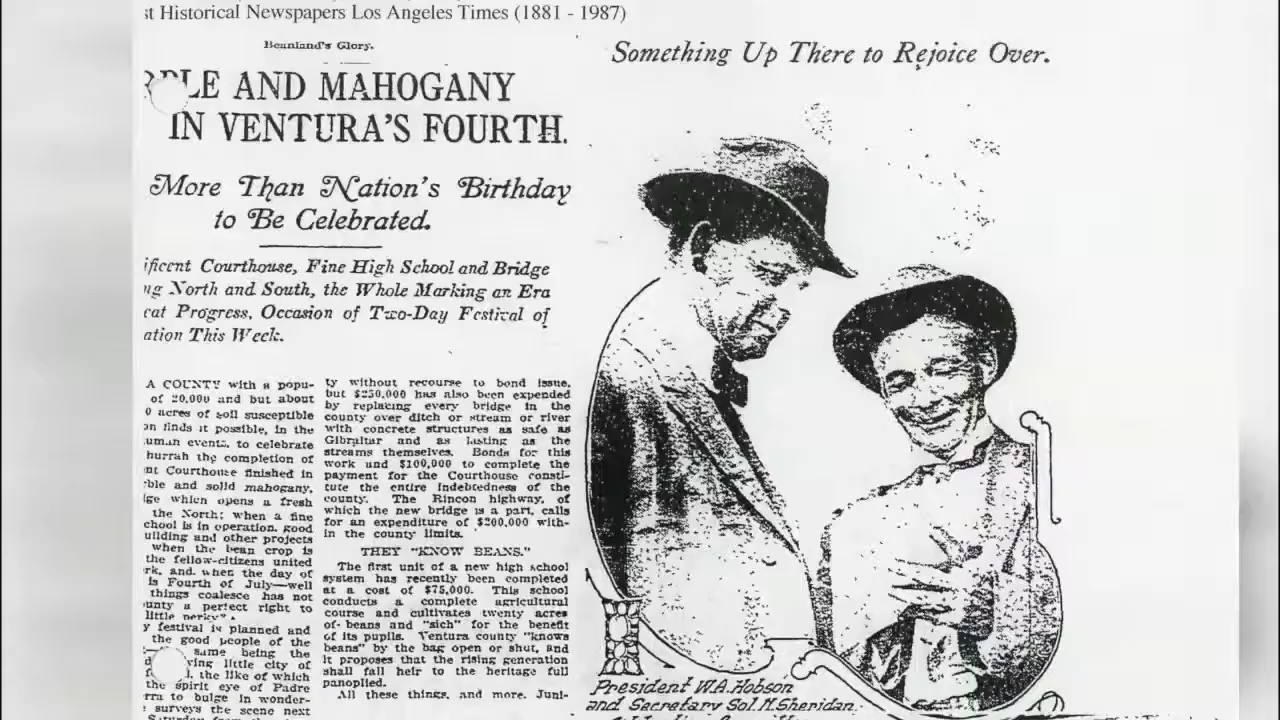 st Historical Newspapers Los Angeles Times (1881 - 1987)
Beanland's Glory.
AND MAHOGANY
IN VENTURA'S FOURTH.
More Than Nation's Birthday
to Be Celebrated.
ificent Courthouse, Fine High School and Bridge
ng North and South, the Whole Marking an Era
eat Progress, Occasion of Two-Day Festival of
ation This Week.
A COUNTY with a popu-
of 20,000 and but about
0 acres of soil susceptible
on finds it possible, in the
uman events, to celebrate
hurrah the completion of
nt Courthouse finished in
ble and solid mahogany,
ge which opens a fresh
the North; when a fine
chool is in operation, good
uilding and other projects
when the bean crop is
the fellow-citizens united
rk, and, when the day of
is Fourth of July—well
things coalesce has not
unty a perfect right to
little perky"
y festival is planned and
the good people of the
same being the
ving little city of
the like of which
the spirit eye of Padre
rra to bulge in wonder-
surveys the scene next
ty without recourse to bond issue,
but $250,000 has also been expended
by replacing every bridge in the
county over ditch or stream or river
with concrete structures as safe as
Gibraltar and as lasting as the
streams themselves. Bonds for this
work and $100,000 to complete the
payment for the Courthouse consti-
tute the entire indebtedness of the
county. The Rincon highway, of
which the new bridge is a part, calls
for an expenditure of $200,000 with-
in the county limits.
THEY "KNOW BEANS."
The first unit of a new high school
system has recently been completed
at a cost of $75,000. This school
conducts a complete agricultural
course and cultivates twenty acres
of beans and "sich" for the benefit
of its pupils. Ventura county "knows
beans" by the bag open or shut, and
it proposes that the rising generation
shall fall heir to the heritage full
panoplied.
All these things, and more, Juni-
Something Up There to Rejoice Over.
President W.A. Hobson
and Secretary Sol. N. Sheridan.